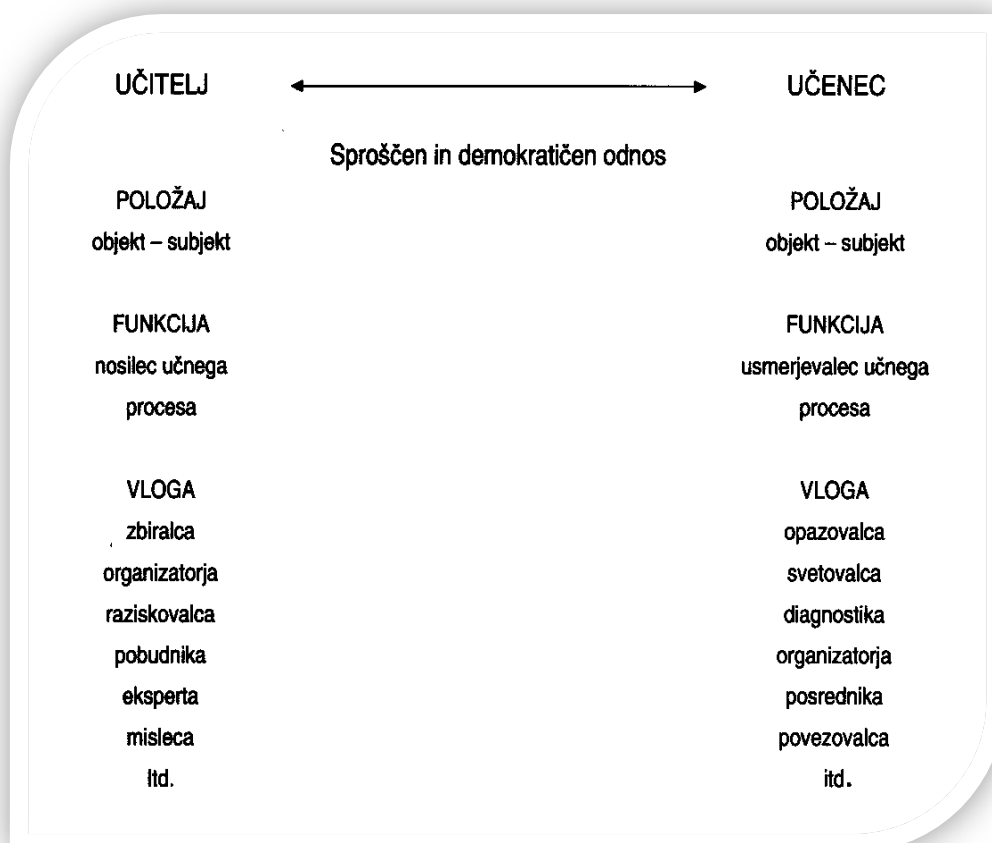 UČITELJ
UČENEC
Sproščen in demokratičen odnos
POLOŽAJ
objekt – subjekt
FUNKCIJA
nosilec učnega
procesa
VLOGA
zbiralca
organizatorja
raziskovalca
pobudnika
eksperta
misleca
Itd.
POLOŽAJ
objekt – subjekt
FUNKCIJA
usmerjevalec učnega
procesa
VLOGA
opazovalca
svetovalca
diagnostika
organizatorja
posrednika
povezovalca
itd.